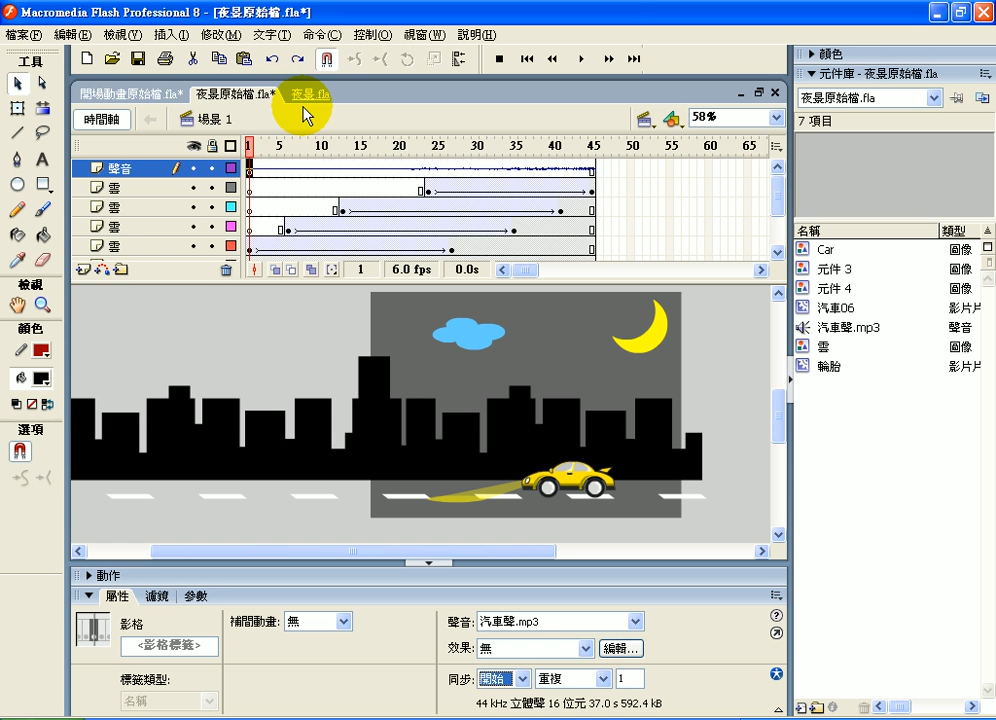 Macromedia Flash Professional 8 - [夜景原始檔.fla*]
檔案(F) 編輯(E) 檢視(V) 插入(I) 修改(M) 文字(T) 命令(C) 控制(O) 視窗(W) 說明(H)
工具
檢視
顏色
選項
開場動畫原始檔.fla* 夜景原始檔.fla* 夜景.fla
時間軸 場景 1 58%
1 5 10 15 20 25 30 35 40 45 50 55 60 65
聲音
雲
雲
雲
雲
1 6.0 fps 0.0s
動作
屬性 濾鏡 參數
影格
<影格標籤>
標籤類型:
名稱
補間動畫: 無
聲音: 汽車聲.mp3
效果: 無 編輯...
同步: 開始 重複 1
44 kHz 立體聲 16 位元 37.0 s 592.4 kB
顏色
元件庫 - 夜景原始檔.fla
夜景原始檔.fla
7 項目
名稱 類型
Car 圖像
元件 3 圖像
元件 4 圖像
汽車06 影片片
汽車聲.mp3 聲音
雲 圖像
輪胎 影片片